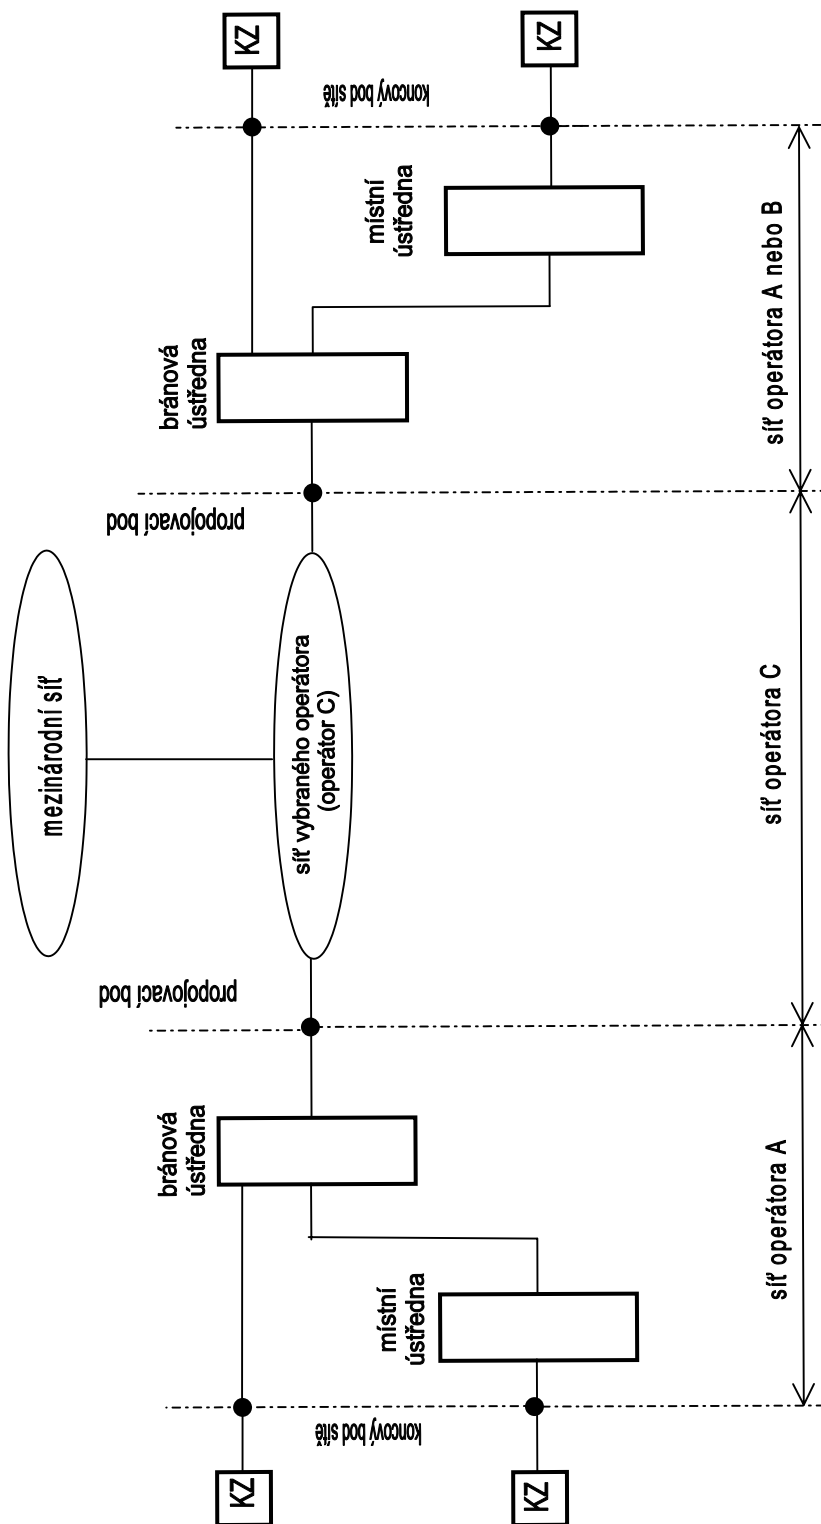 mezinárodní síť
propojovací bod
propojovací bod
KZ
koncový bod sítě
bránová
ústředna
síť vybraného operátora
(operátor C)
bránová
ústředna
koncový bod sítě
KZ
KZ
místní
ústředna
místní
ústředna
KZ
síť operátora A
síť operátora C
síť operátora A nebo B